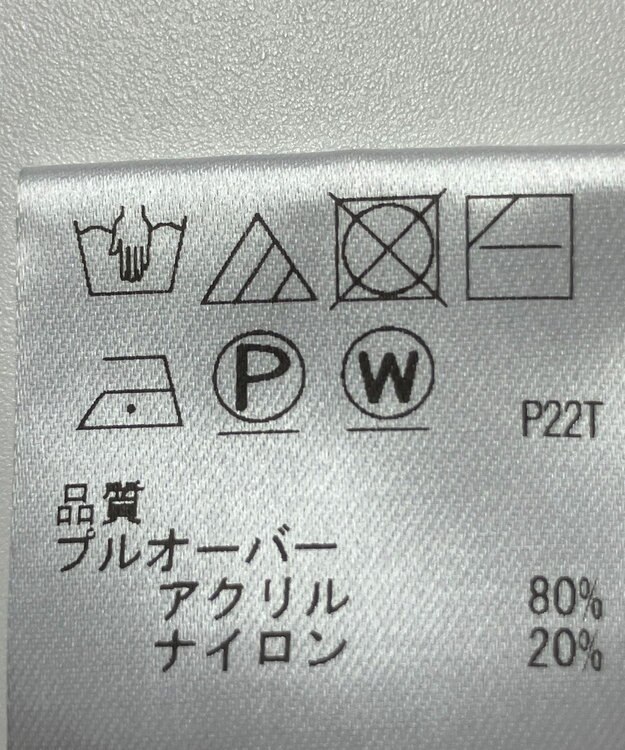 P W
P22T
品質
プルオーバー
アクリル 80%
ナイロン 20%